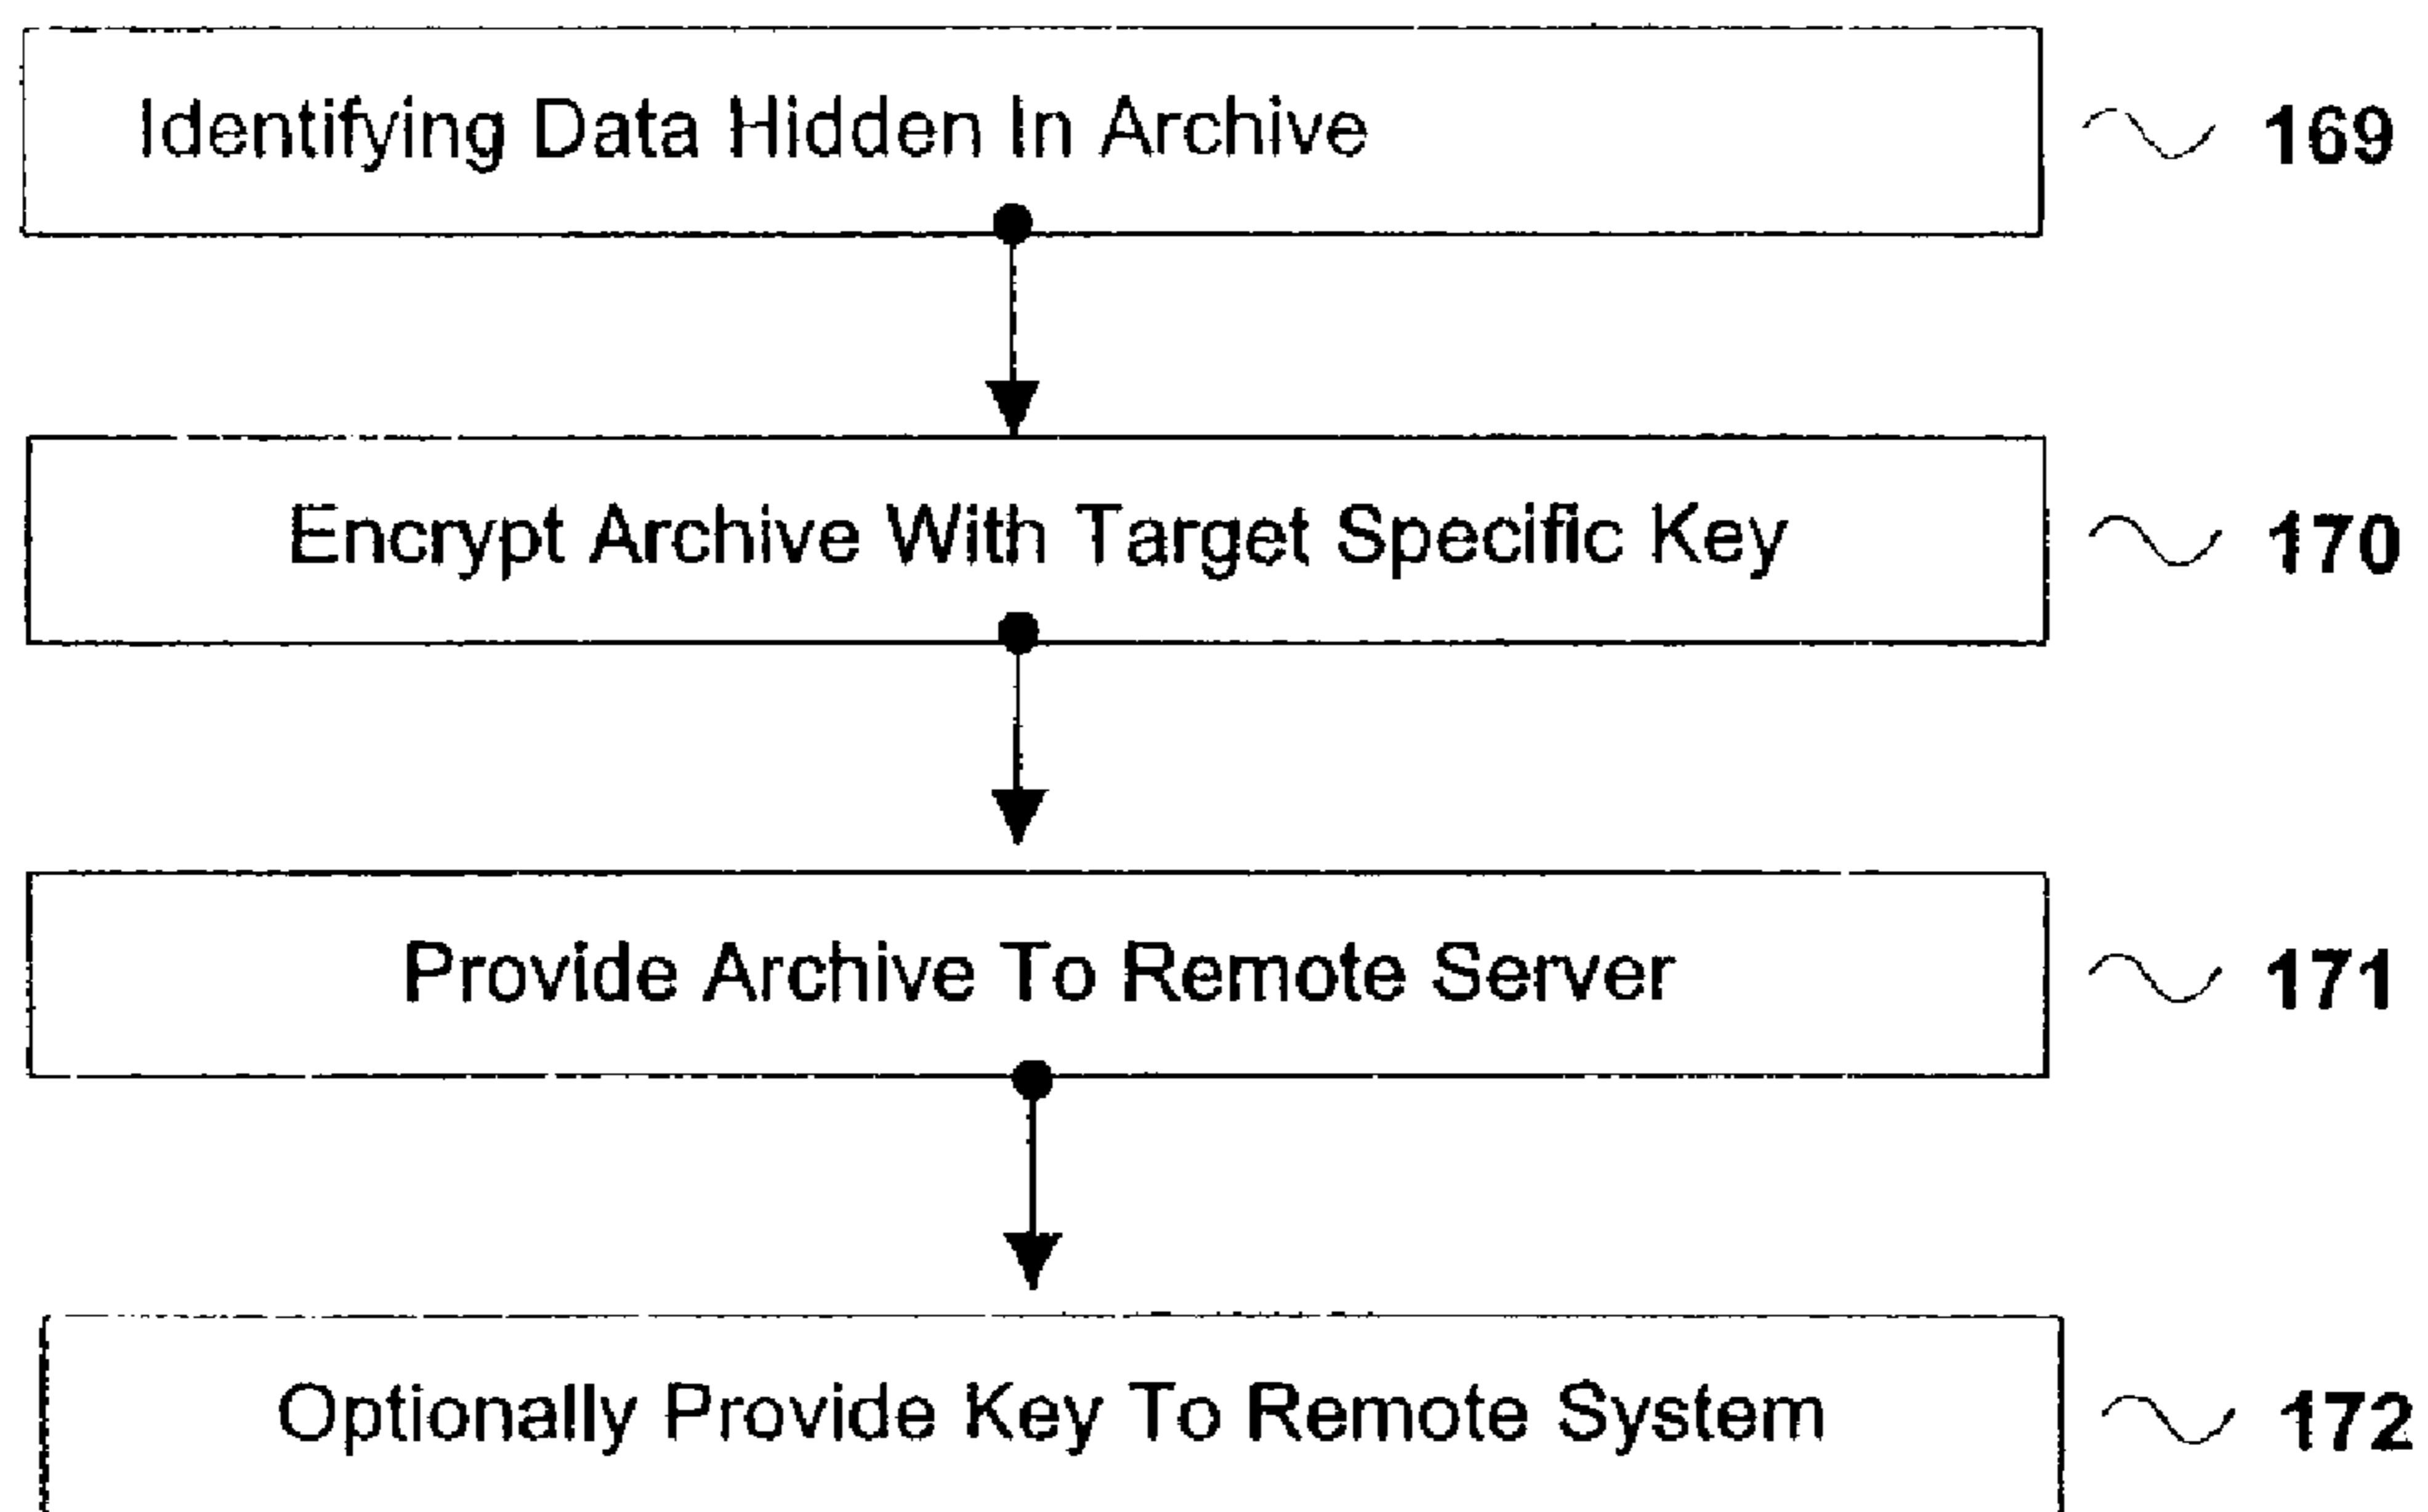 Identifying Data Hidden In Archive 169
Encrypt Archive With Target Specific Key 170
Provide Archive To Remote Server 171
Optionally Provide Key To Remote System 172